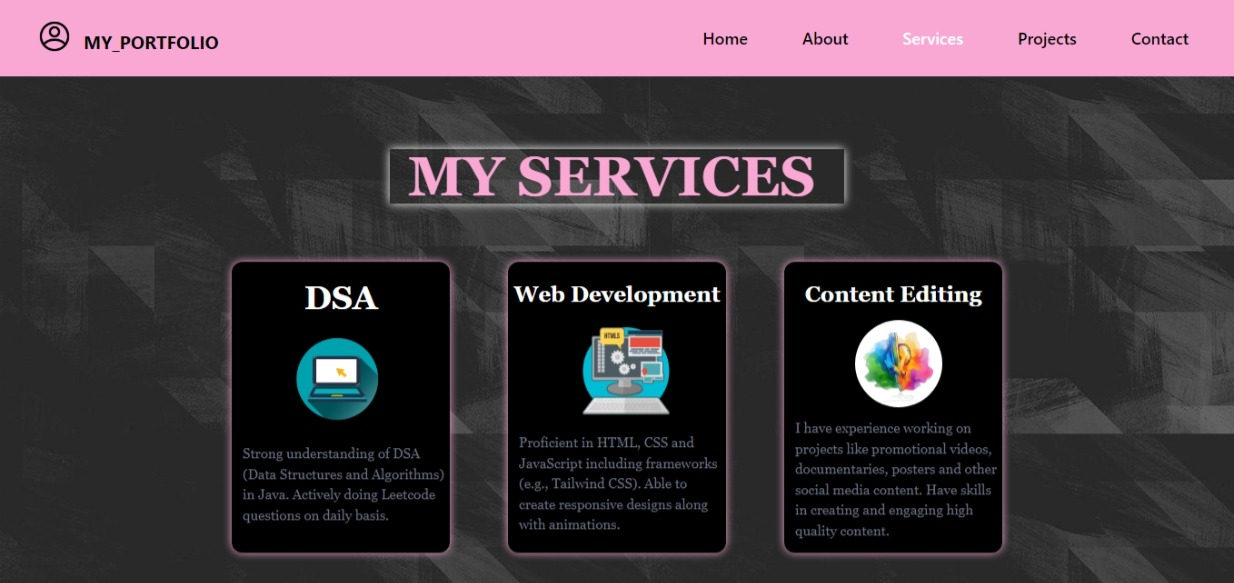 MY_PORTFOLIO
Home
About
Services
Projects
Contact
MY SERVICES
DSA
Strong understanding of DSA
(Data Structures and Algorithms)
in Java. Actively doing Leetcode
questions on daily basis.
Web Development
HTML5
Proficient in HTML, CSS and
JavaScript including frameworks
(e.g., Tailwind CSS). Able to
create responsive designs along
with animations.
Content Editing
I have experience working on
projects like promotional videos,
documentaries, posters and other
social media content. Have skills
in creating and engaging high
quality content.